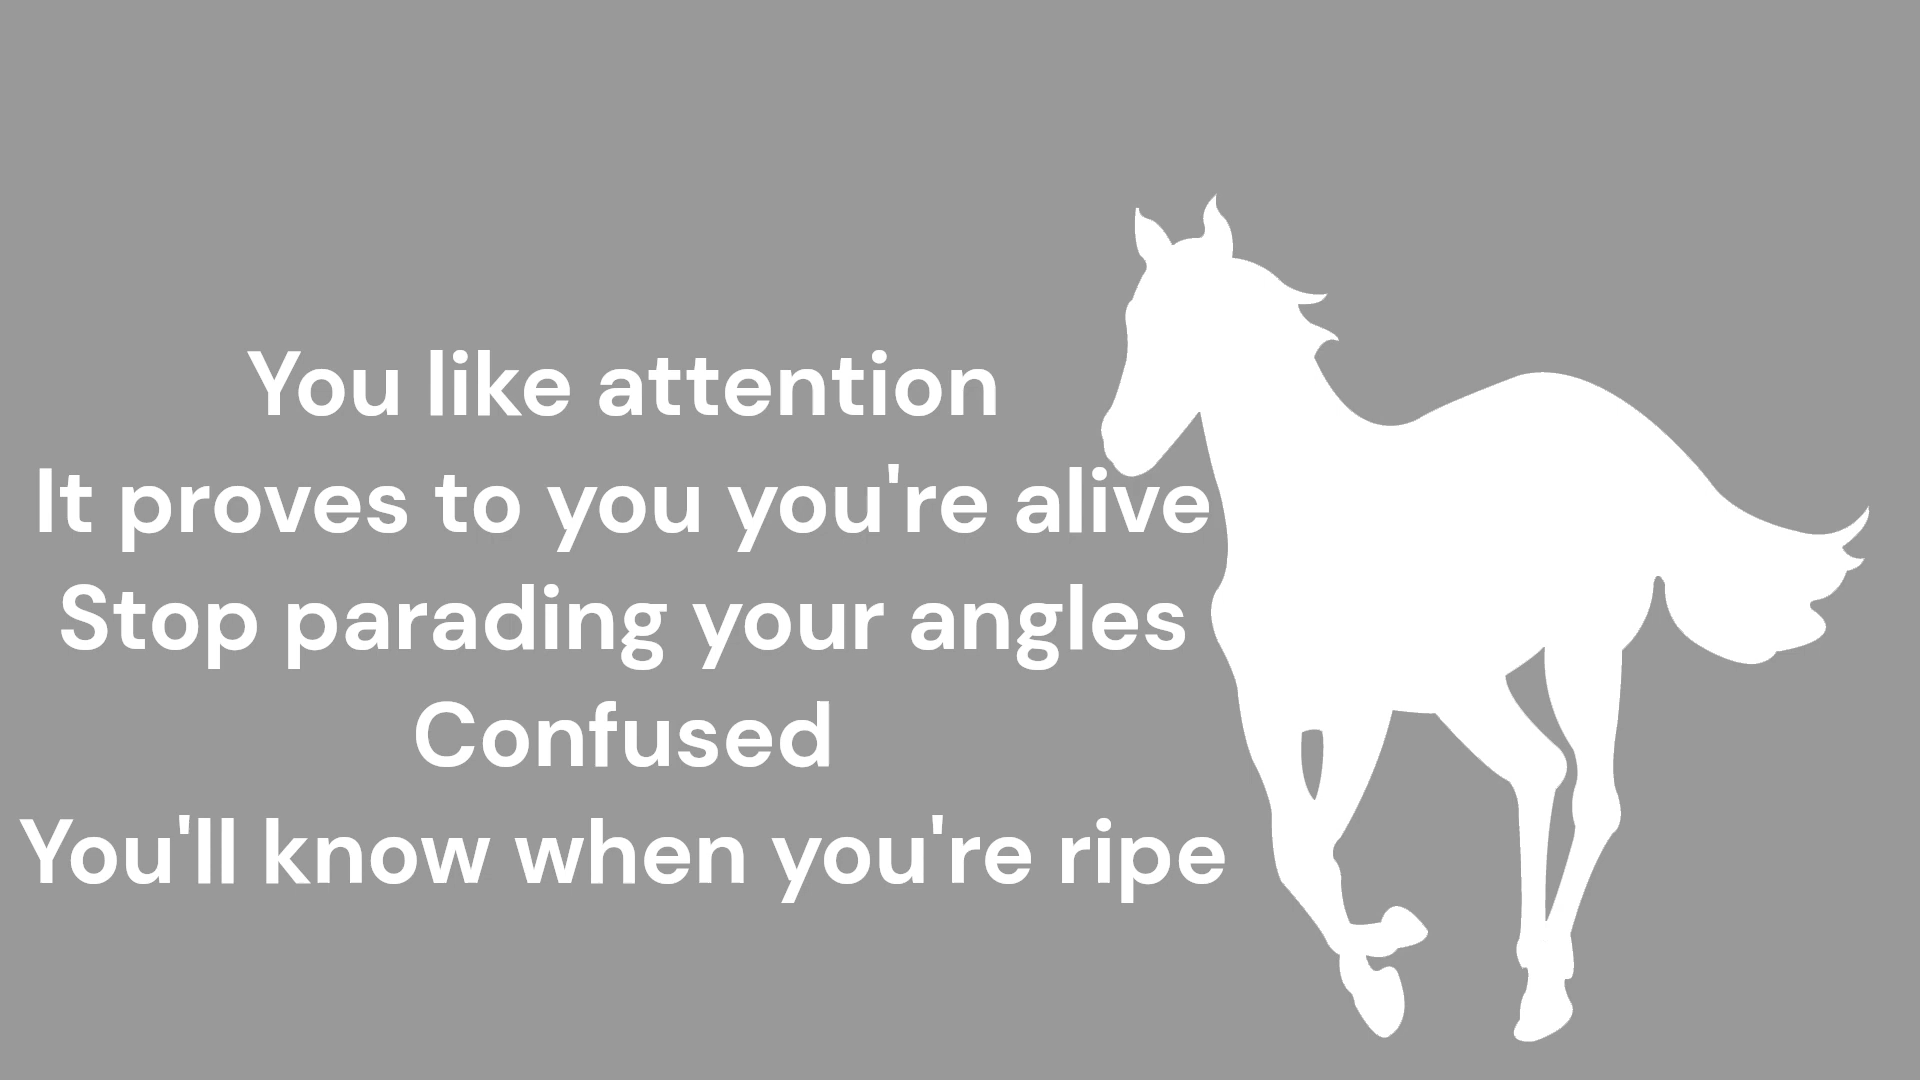 You like attention
It proves to you you're alive
Stop parading your angles
Confused
You'll know when you're ripe